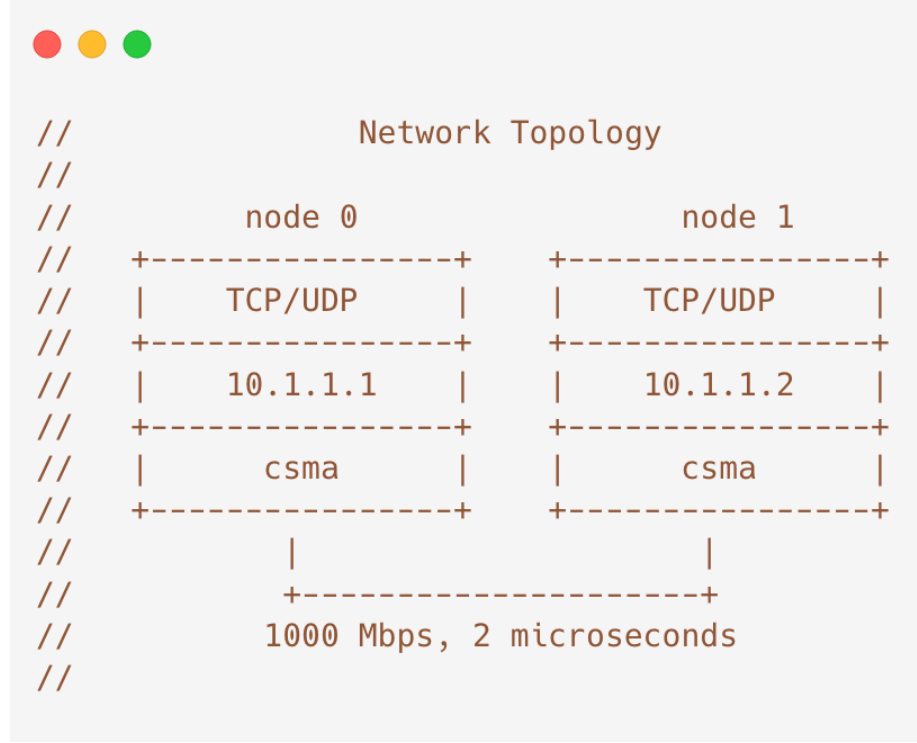 //               Network Topology
//
//         node 0                 node 1
//   +----------------+    +----------------+
//   |    TCP/UDP     |    |    TCP/UDP     |
//   +----------------+    +----------------+
//   |    10.1.1.1    |    |    10.1.1.2    |
//   +----------------+    +----------------+
//   |      csma      |    |      csma      |
//   +----------------+    +----------------+
//           |                     |
//           +---------------------+
//          1000 Mbps, 2 microseconds
//